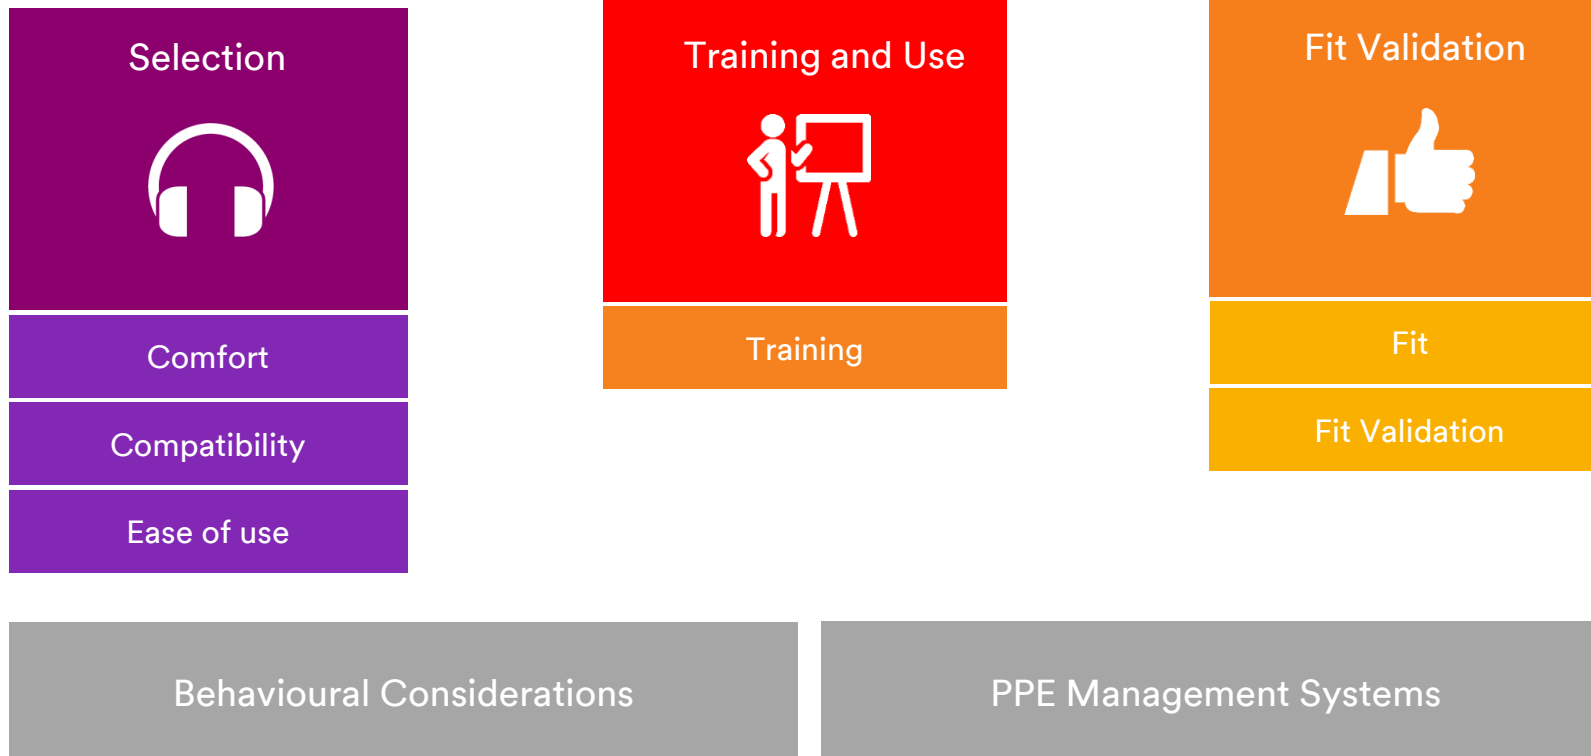 Selection
Comfort
Compatibility
Ease of use
Training and Use
Training
Fit Validation
Fit
Fit Validation
Behavioural Considerations
PPE Management Systems